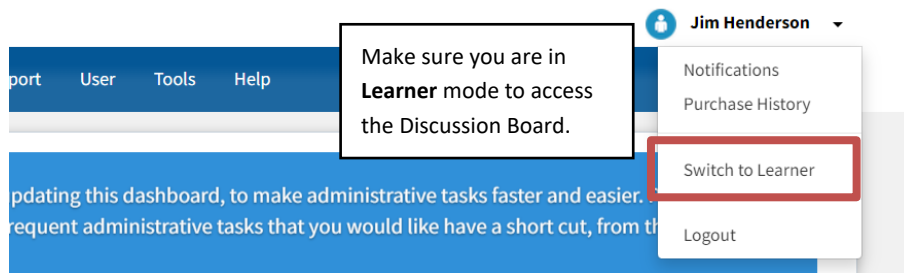 Jim Henderson
Make sure you are in
Learner mode to access
the Discussion Board.
port User Tools Help
Notifications
Purchase History
Switch to Learner
Logout
pdating this dashboard, to make administrative tasks faster and easier.
requent administrative tasks that you would like have a short cut, from th